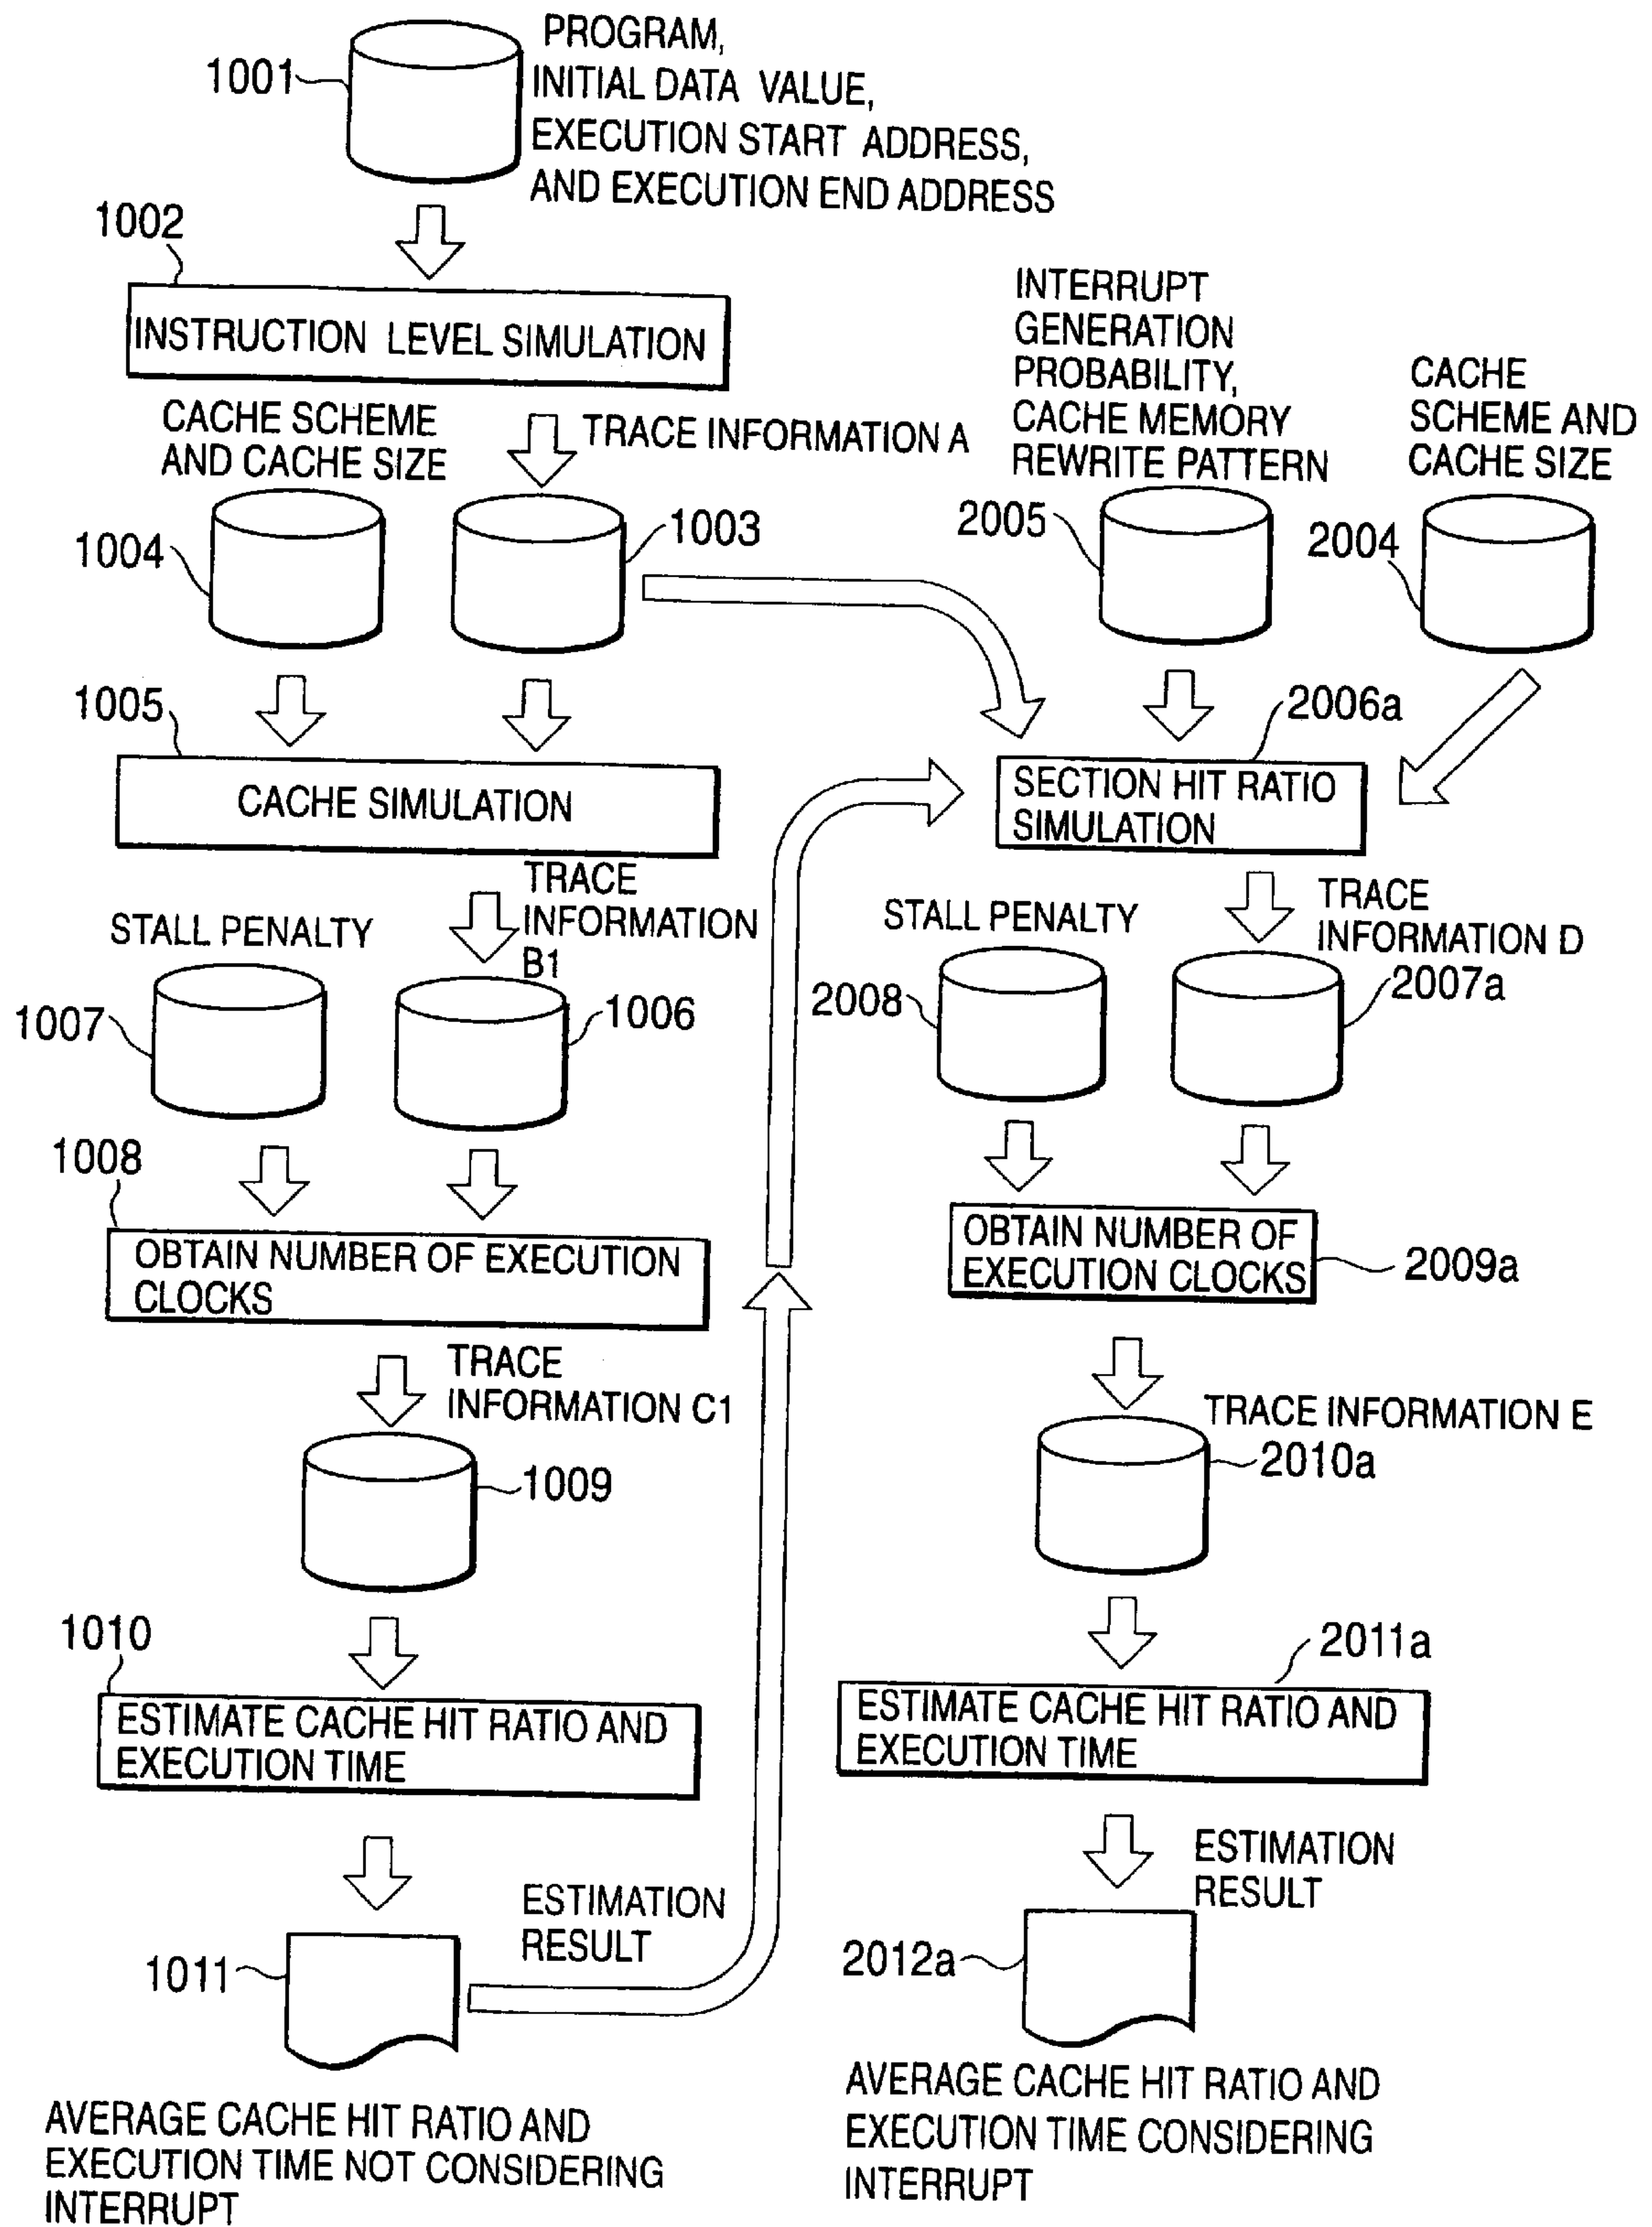 PROGRAM,
INITIAL DATA VALUE,
EXECUTION START ADDRESS,
AND EXECUTION END ADDRESS
1001
1002
INSTRUCTION LEVEL SIMULATION
CACHE SCHEME
AND CACHE SIZE
TRACE INFORMATION A
1004
1003
INTERRUPT
GENERATION
PROBABILITY,
CACHE MEMORY
REWRITE PATTERN
2005
CACHE
SCHEME AND
CACHE SIZE
2004
1005
CACHE SIMULATION
2006a
SECTION HIT RATIO
SIMULATION
TRACE
INFORMATION
B1
STALL PENALTY
1007
1006
STALL PENALTY
2008
TRACE
INFORMATION D
2007a
1008
OBTAIN NUMBER OF EXECUTION
CLOCKS
OBTAIN NUMBER OF
EXECUTION CLOCKS
2009a
TRACE
INFORMATION C1
1009
TRACE INFORMATION E
2010a
1010
ESTIMATE CACHE HIT RATIO AND
EXECUTION TIME
2011a
ESTIMATE CACHE HIT RATIO AND
EXECUTION TIME
ESTIMATION
RESULT
1011
AVERAGE CACHE HIT RATIO AND
EXECUTION TIME NOT CONSIDERING
INTERRUPT
ESTIMATION
RESULT
2012a
AVERAGE CACHE HIT RATIO AND
EXECUTION TIME CONSIDERING
INTERRUPT